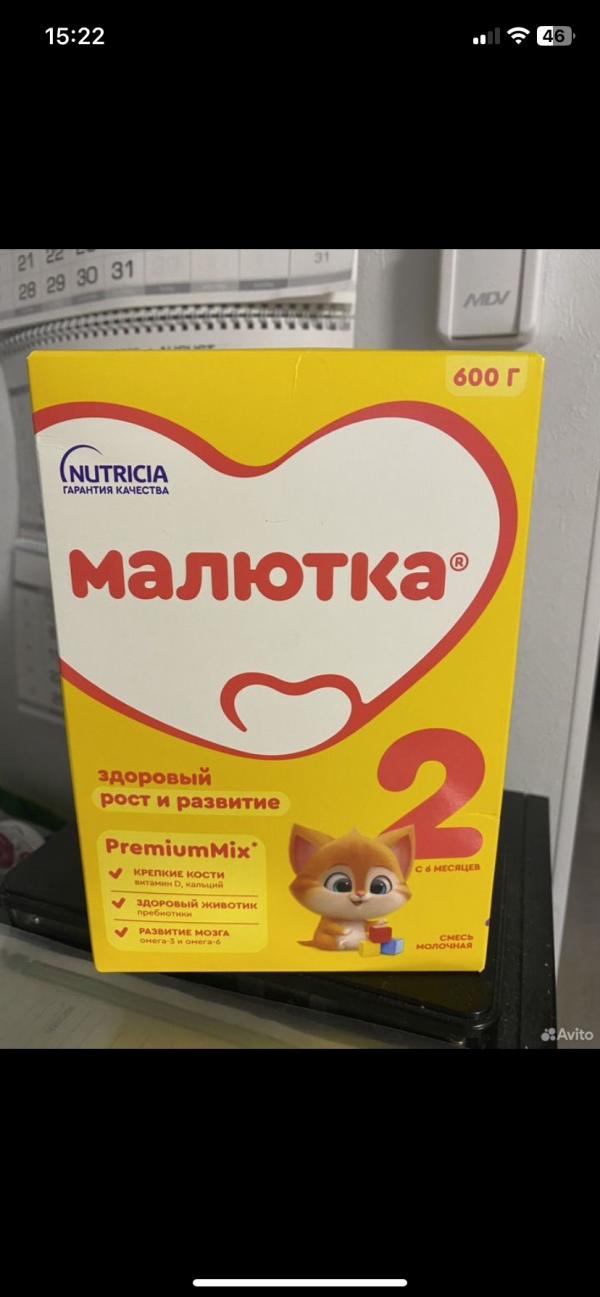 15:22
46
21 22
31
28 29 30 31
MDV
600 Г
NUTRICIA
ГАРАНТИЯ КАЧЕСТВА
малютка®
здоровый
рост и развитие
2
С 6 МЕСЯЦЕВ
PremiumMix*
КРЕПКИЕ КОСТИ
витамин D, кальций
ЗДОРОВЫЙ ЖИВОТИК
пребиотики
РАЗВИТИЕ МОЗГА
омега-3 и омега-6
СМЕСЬ
МОЛОЧНАЯ
Avito